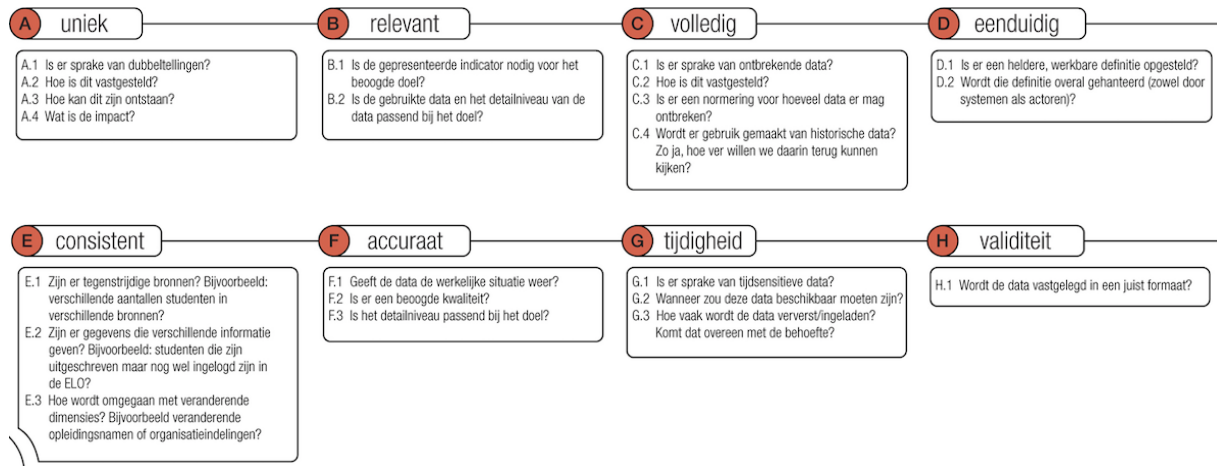 A uniek
A.1 Is er sprake van dubbeltellingen?
A.2 Hoe is dit vastgesteld?
A.3 Hoe kan dit zijn ontstaan?
A.4 Wat is de impact?
B relevant
B.1 Is de gepresenteerde indicator nodig voor het
beoogde doel?
B.2 Is de gebruikte data en het detailniveau van de
data passend bij het doel?
C volledig
C.1 Is er sprake van ontbrekende data?
C.2 Hoe is dit vastgesteld?
C.3 Is er een normering voor hoeveel data er mag
ontbreken?
C.4 Wordt er gebruik gemaakt van historische data?
Zo ja, hoe ver willen we daarin terug kunnen
kijken?
D eenduidig
D.1 Is er een heldere, werkbare definitie opgesteld?
D.2 Wordt die definitie overal gehanteerd (zowel door
systemen als actoren)?
E consistent
E.1 Zijn er tegenstrijdige bronnen? Bijvoorbeeld:
verschillende aantallen studenten in
verschillende bronnen?
E.2 Zijn er gegevens die verschillende informatie
geven? Bijvoorbeeld: studenten die zijn
uitgeschreven maar nog wel ingelogd zijn in
de ELO?
E.3 Hoe wordt omgegaan met veranderende
dimensies? Bijvoorbeeld veranderende
opleidingsnamen of organisatieindelingen?
F accuraat
F.1 Geeft de data de werkelijke situatie weer?
F.2 Is er een beoogde kwaliteit?
F.3 Is het detailniveau passend bij het doel?
G tijdigheid
G.1 Is er sprake van tijdsensitieve data?
G.2 Wanneer zou deze data beschikbaar moeten zijn?
G.3 Hoe vaak wordt de data ververst/ingeladen?
Komt dat overeen met de behoefte?
H validiteit
H.1 Wordt de data vastgelegd in een juist formaat?